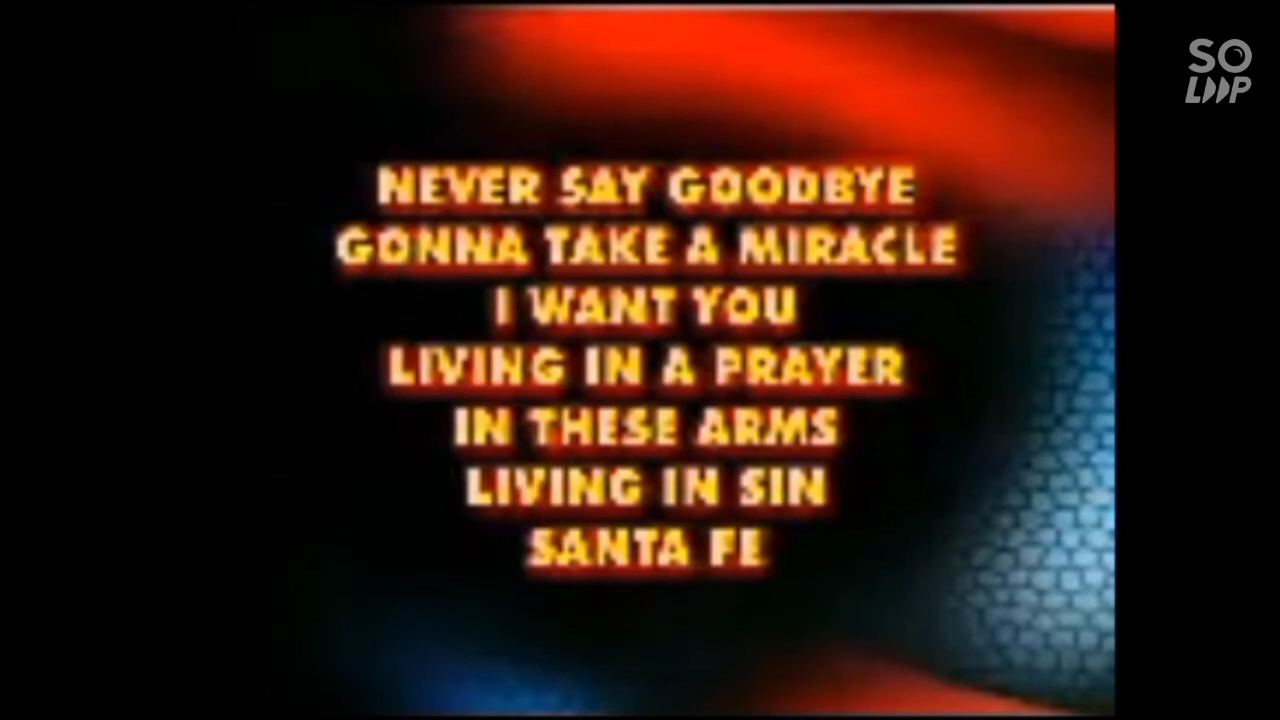 NEVER SAY GOODBYE
GONNA TAKE A MIRACLE
I WANT YOU
LIVING IN A PRAYER
IN THESE ARMS
LIVING IN SIN
SANTA FE
SO
LOOP